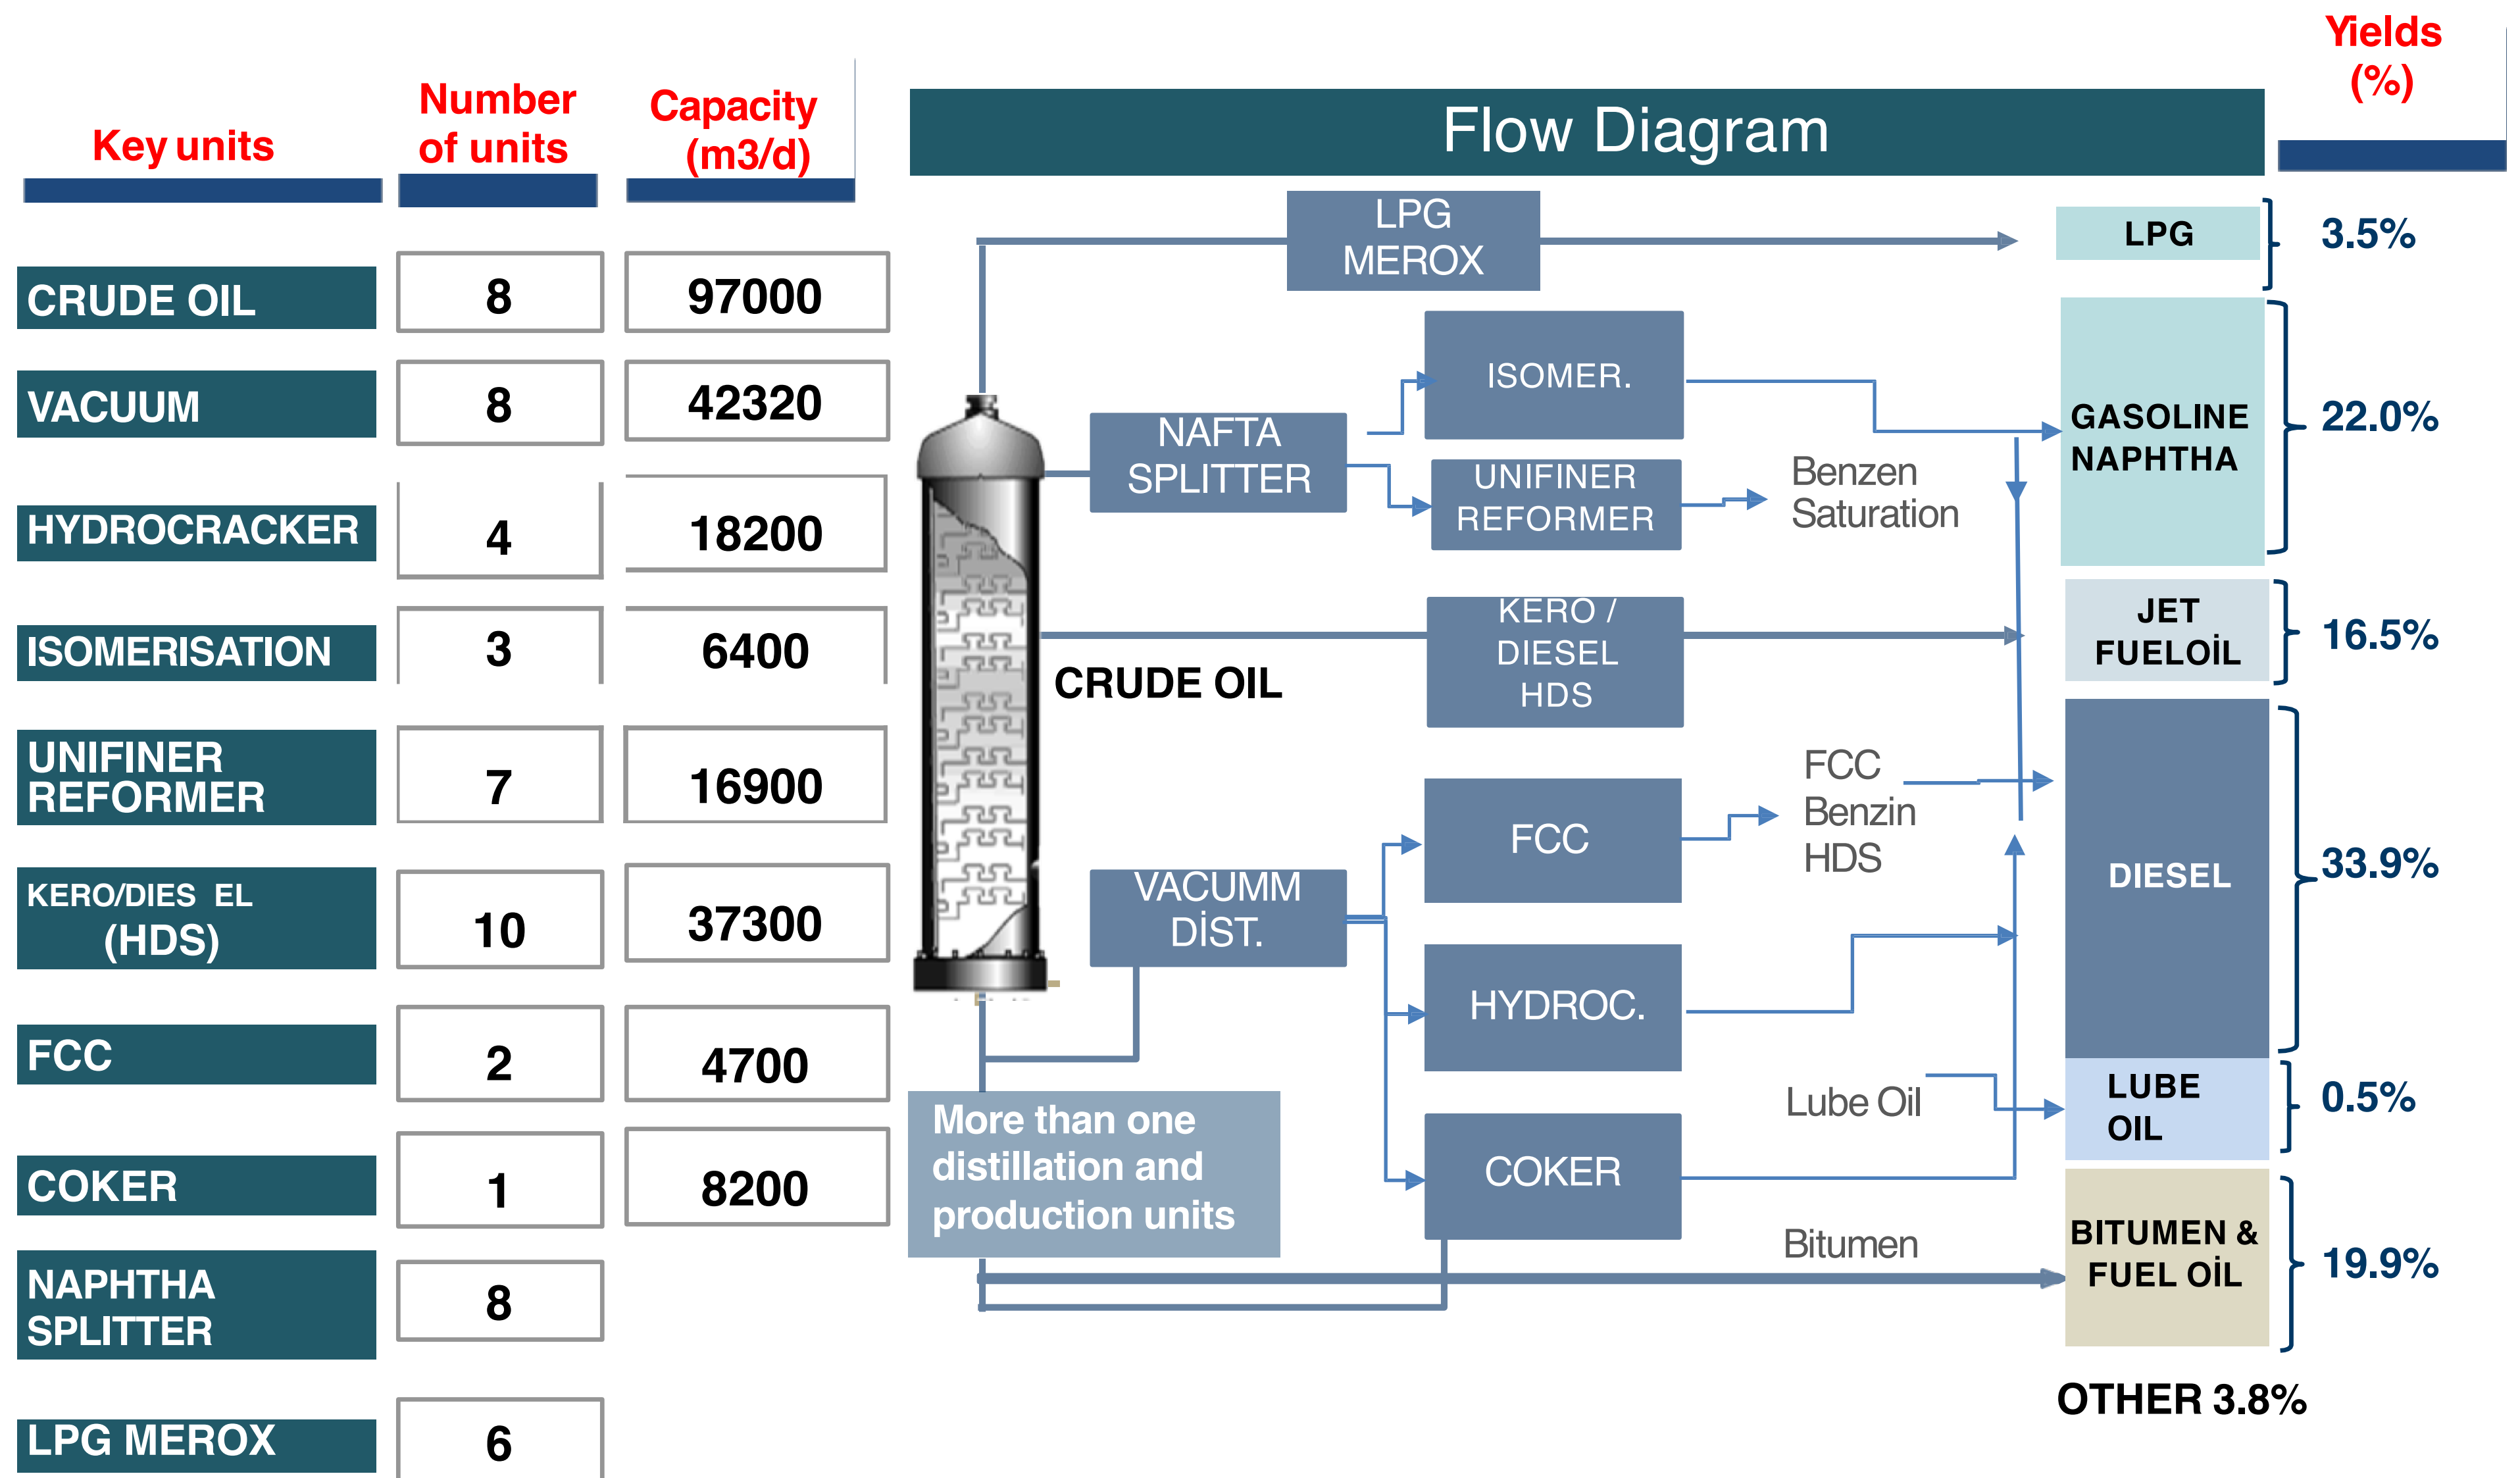 Key units
Number
of units
Capacity
(m3/d)
Flow Diagram
Yields
(%)
CRUDE OIL
8
97000
VACUUM
8
42320
HYDROCRACKER
4
18200
ISOMERISATION
3
6400
UNIFINER
REFORMER
7
16900
KERO/DIES EL
(HDS)
10
37300
FCC
2
4700
COKER
1
8200
NAPHTHA
SPLITTER
8
LPG MEROX
6
LPG
MEROX
NAFTA
SPLITTER
ISOMER.
UNIFINER
REFORMER
Benzen
Saturation
KERO /
DIESEL
HDS
CRUDE OIL
VACUMM
DİST.
FCC
FCC
Benzin
HDS
HYDROC.
COKER
Lube Oil
Bitumen
More than one
distillation and
production units
LPG
3.5%
GASOLINE
NAPHTHA
22.0%
JET
FUELOİL
16.5%
DIESEL
33.9%
LUBE
OIL
0.5%
BITUMEN &
FUEL OİL
19.9%
OTHER 3.8%